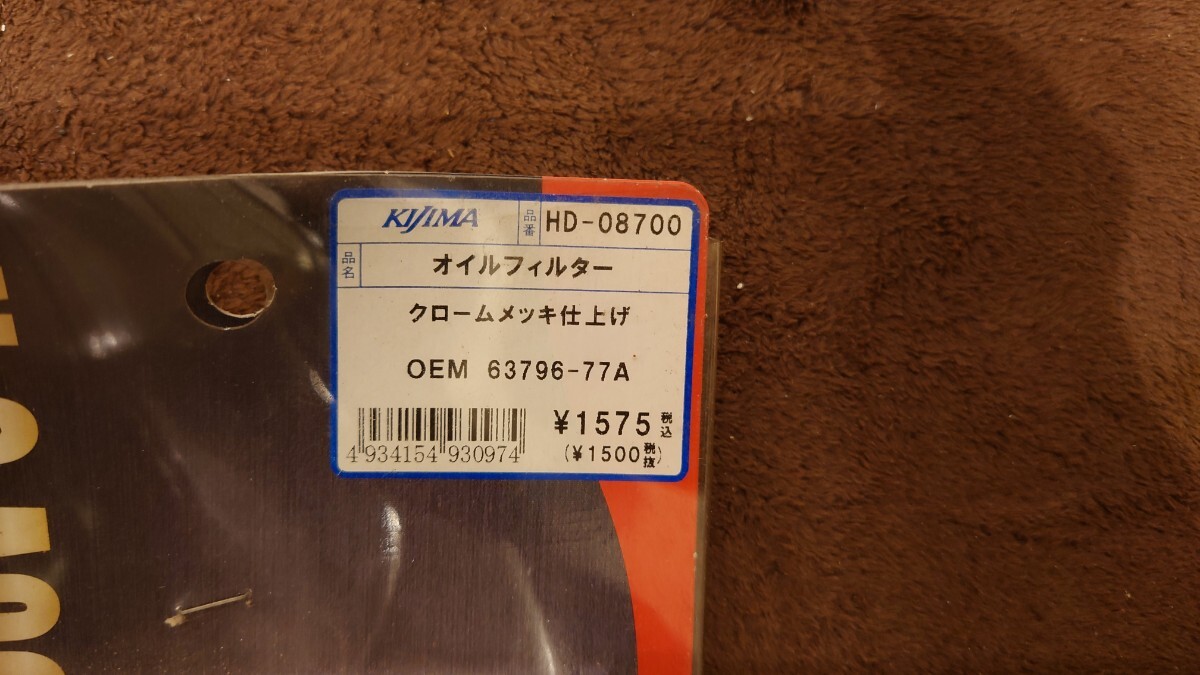 KIJIMA 品番 HD-08700
品名 オイルフィルター
クロームメッキ仕上げ
OEM 63796-77A
¥1575 税込
(¥1500 税抜)
4 934154 930974